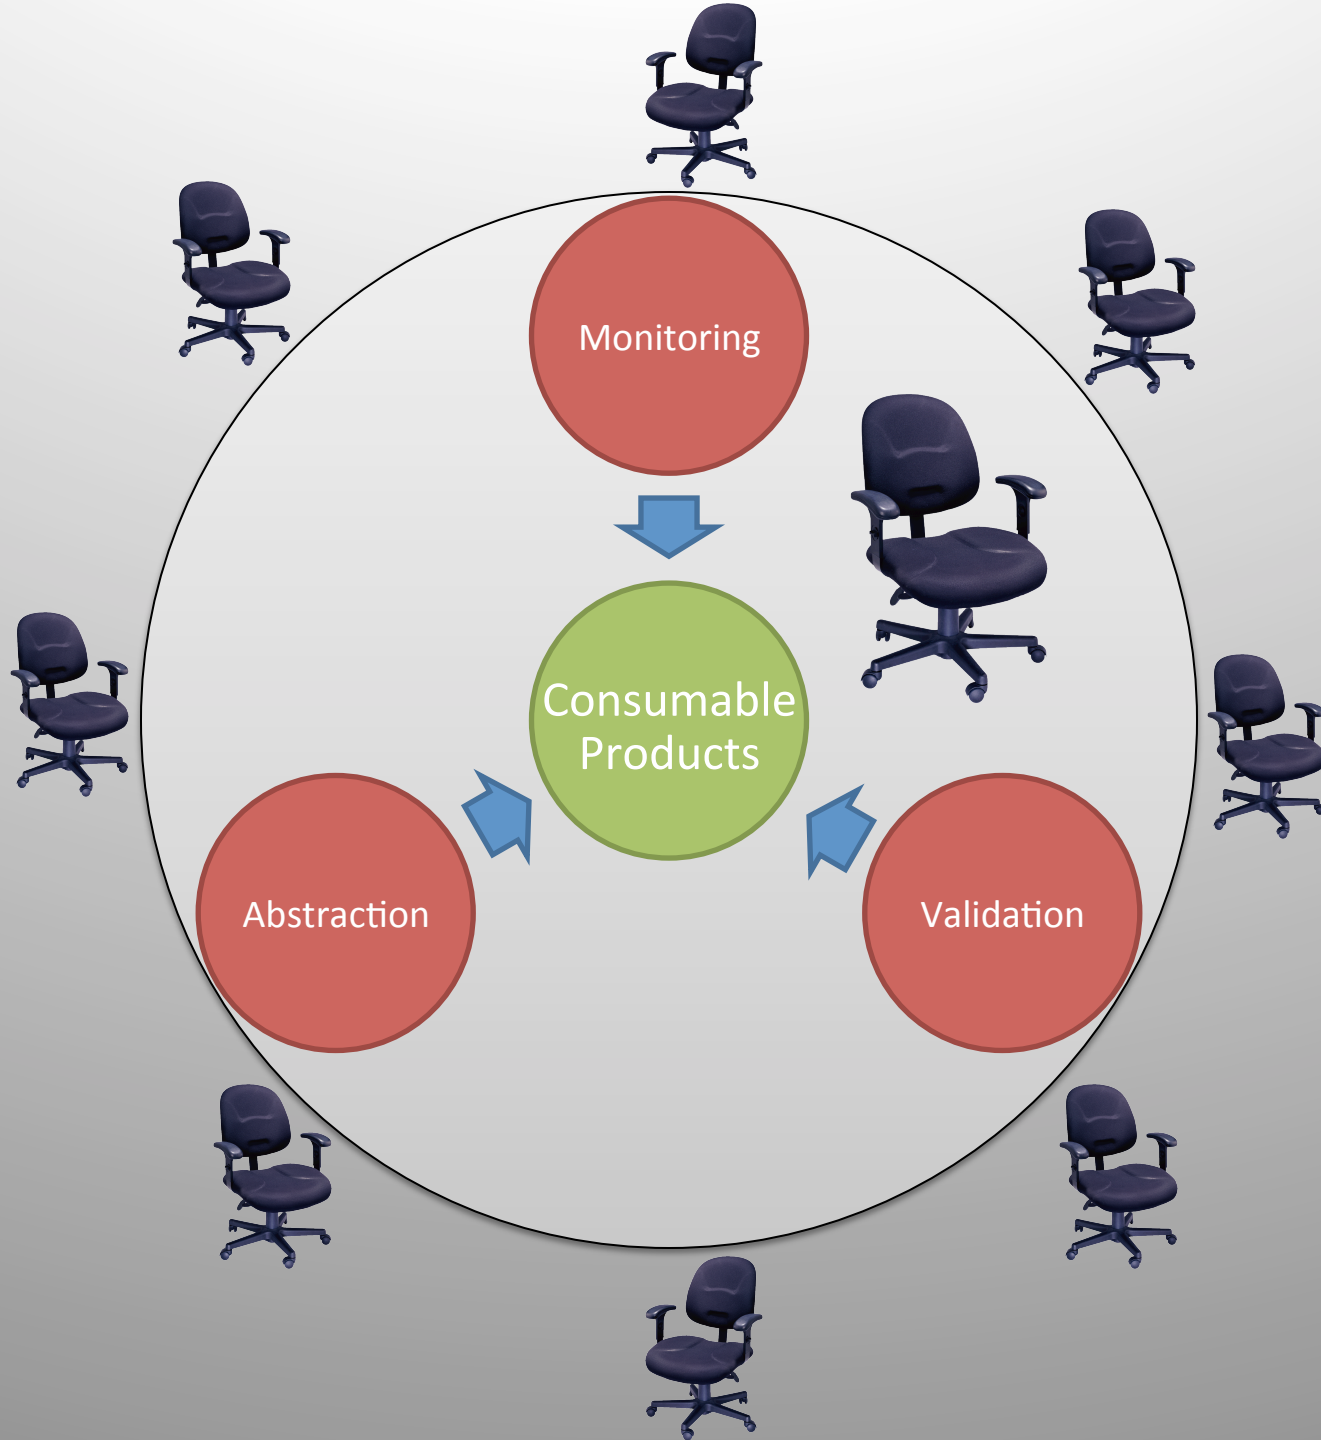 Monitoring
Consumable
Products
Abstraction
Validation